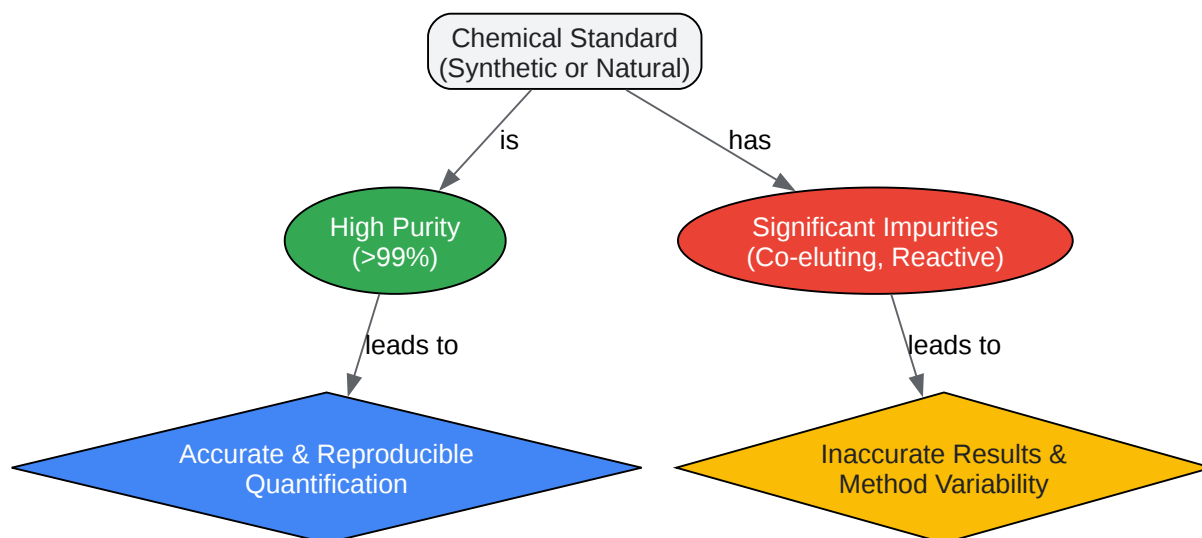 Chemical Standard
(Synthetic or Natural)
is
has
High Purity
(>99%)
Significant Impurities
(Co-eluting, Reactive)
leads to
leads to
Accurate & Reproducible
Quantification
Inaccurate Results &
Method Variability